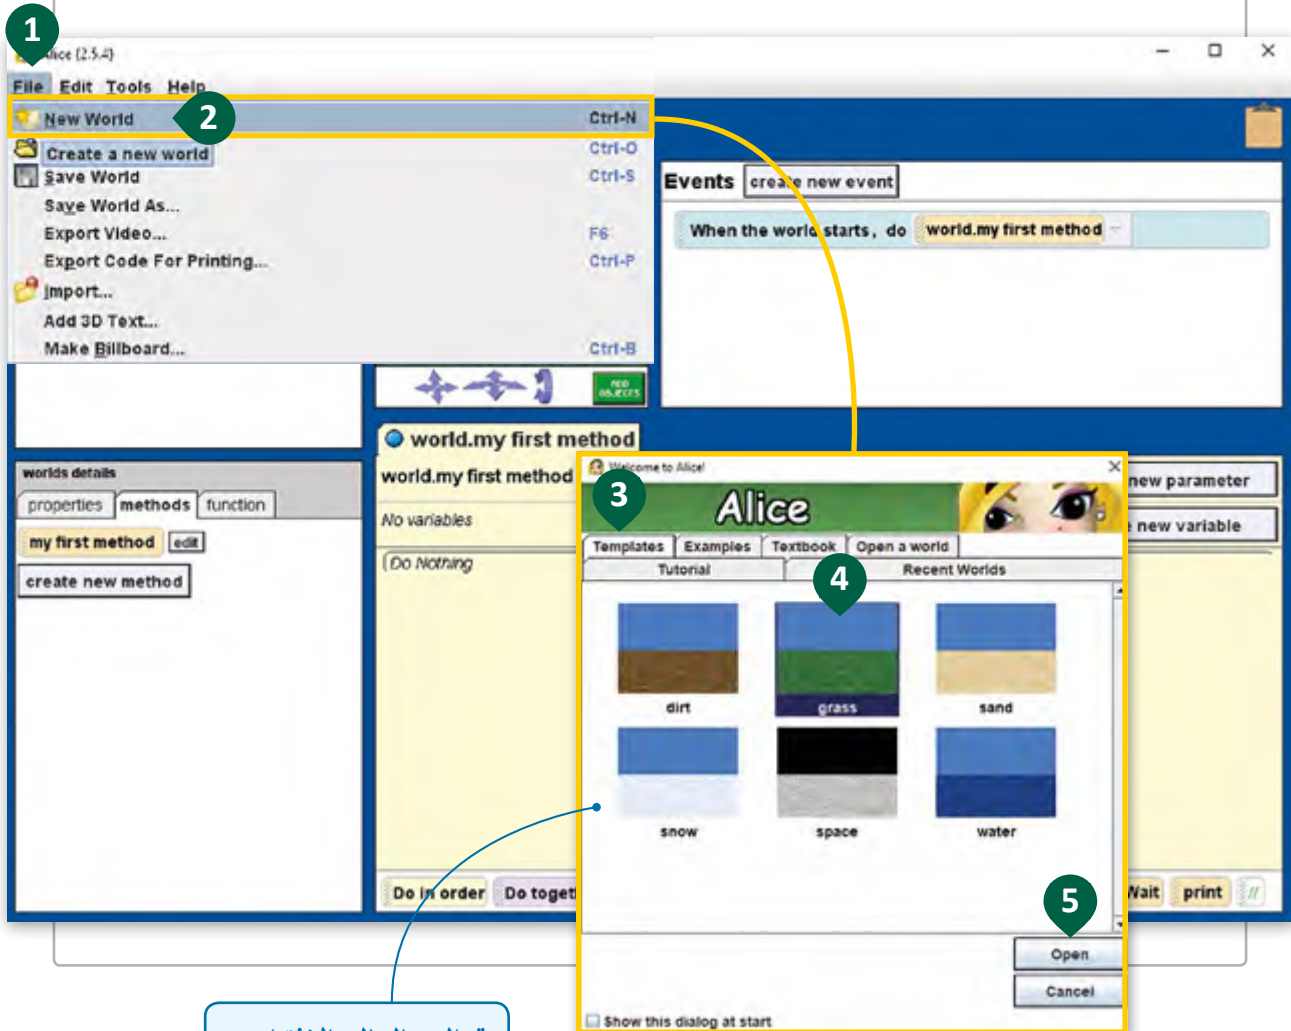 1
Alice (2.5.4)
File Edit Tools Help
New World 2 Ctrl-N
Create a new world Ctrl-O
Save World Ctrl-S
Save World As...
Export Video... F6
Export Code For Printing... Ctrl-P
Import...
Add 3D Text...
Make Billboard... Ctrl-B
Events create new event
When the world starts, do world.my first method
ADD OBJECTS
world.my first method
world.my first method
No variables
(Do Nothing
new parameter
new variable
worlds details
properties methods function
my first method edit
create new method
Welcome to Alice!
3
Alice
Templates Examples Textbook Open a world
Tutorial Recent Worlds
4
dirt grass sand
snow space water
5
Open
Cancel
Show this dialog at start
Do in order Do togeth
Wait print //